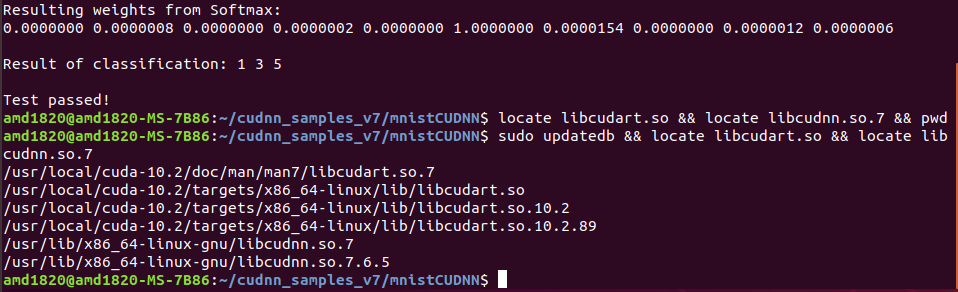 Resulting weights from Softmax:
0.0000000 0.0000008 0.0000000 0.0000002 0.0000000 1.0000000 0.0000154 0.0000000 0.0000012 0.0000006
Result of classification: 1 3 5
Test passed!
amd1820@amd1820-MS-7B86:~/cudnn_samples_v7/mnistCUDNN$ locate libcudart.so && locate libcudnn.so.7 && pwd
amd1820@amd1820-MS-7B86:~/cudnn_samples_v7/mnistCUDNN$ sudo updatedb && locate libcudart.so && locate lib
cudnn.so.7
/usr/local/cuda-10.2/doc/man/man7/libcudart.so.7
/usr/local/cuda-10.2/targets/x86_64-linux/lib/libcudart.so
/usr/local/cuda-10.2/targets/x86_64-linux/lib/libcudart.so.10.2
/usr/local/cuda-10.2/targets/x86_64-linux/lib/libcudart.so.10.2.89
/usr/lib/x86_64-linux-gnu/libcudnn.so.7
/usr/lib/x86_64-linux-gnu/libcudnn.so.7.6.5
amd1820@amd1820-MS-7B86:~/cudnn_samples_v7/mnistCUDNN$